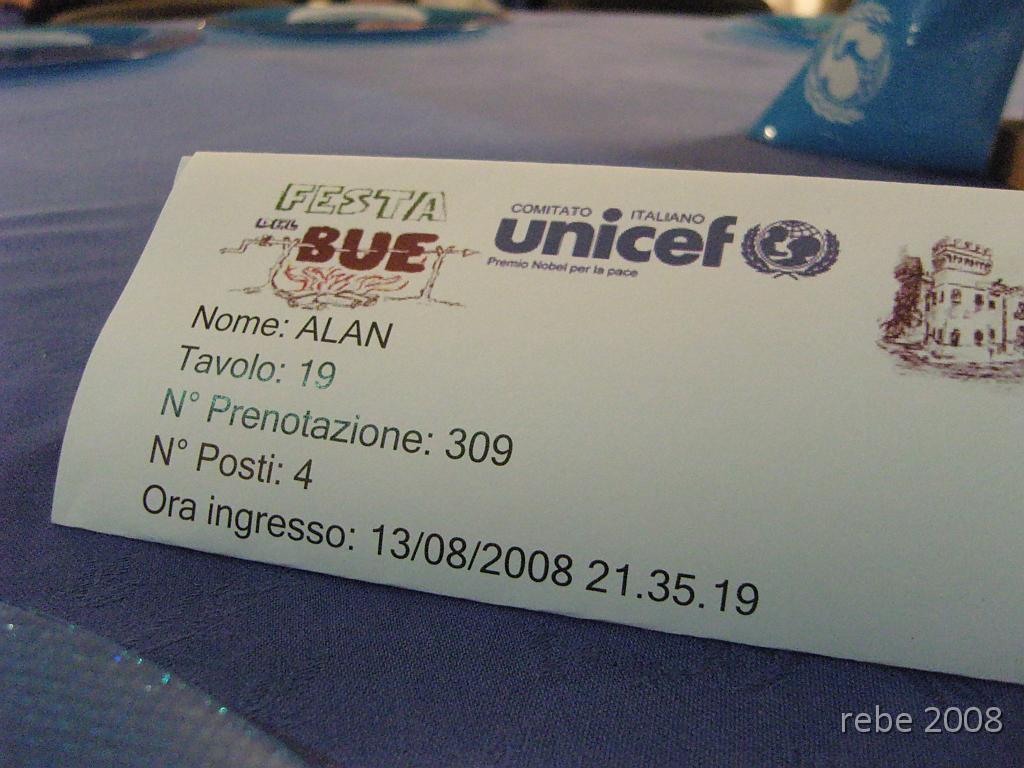 FESTA
DEL
BUE
COMITATO ITALIANO
unicef
Premio Nobel per la pace
Nome: ALAN
Tavolo: 19
N° Prenotazione: 309
N° Posti: 4
Ora ingresso: 13/08/2008 21.35.19
rebe 2008